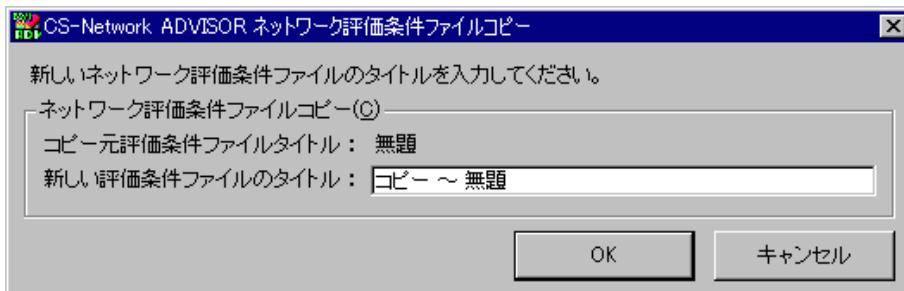 CS-Network ADVISOR ネットワーク評価条件ファイルコピー
新しいネットワーク評価条件ファイルのタイトルを入力してください。
ネットワーク評価条件ファイルコピー(C)
コピー元評価条件ファイルタイトル： 無題
新しい評価条件ファイルのタイトル： コピー ～ 無題
OK キャンセル